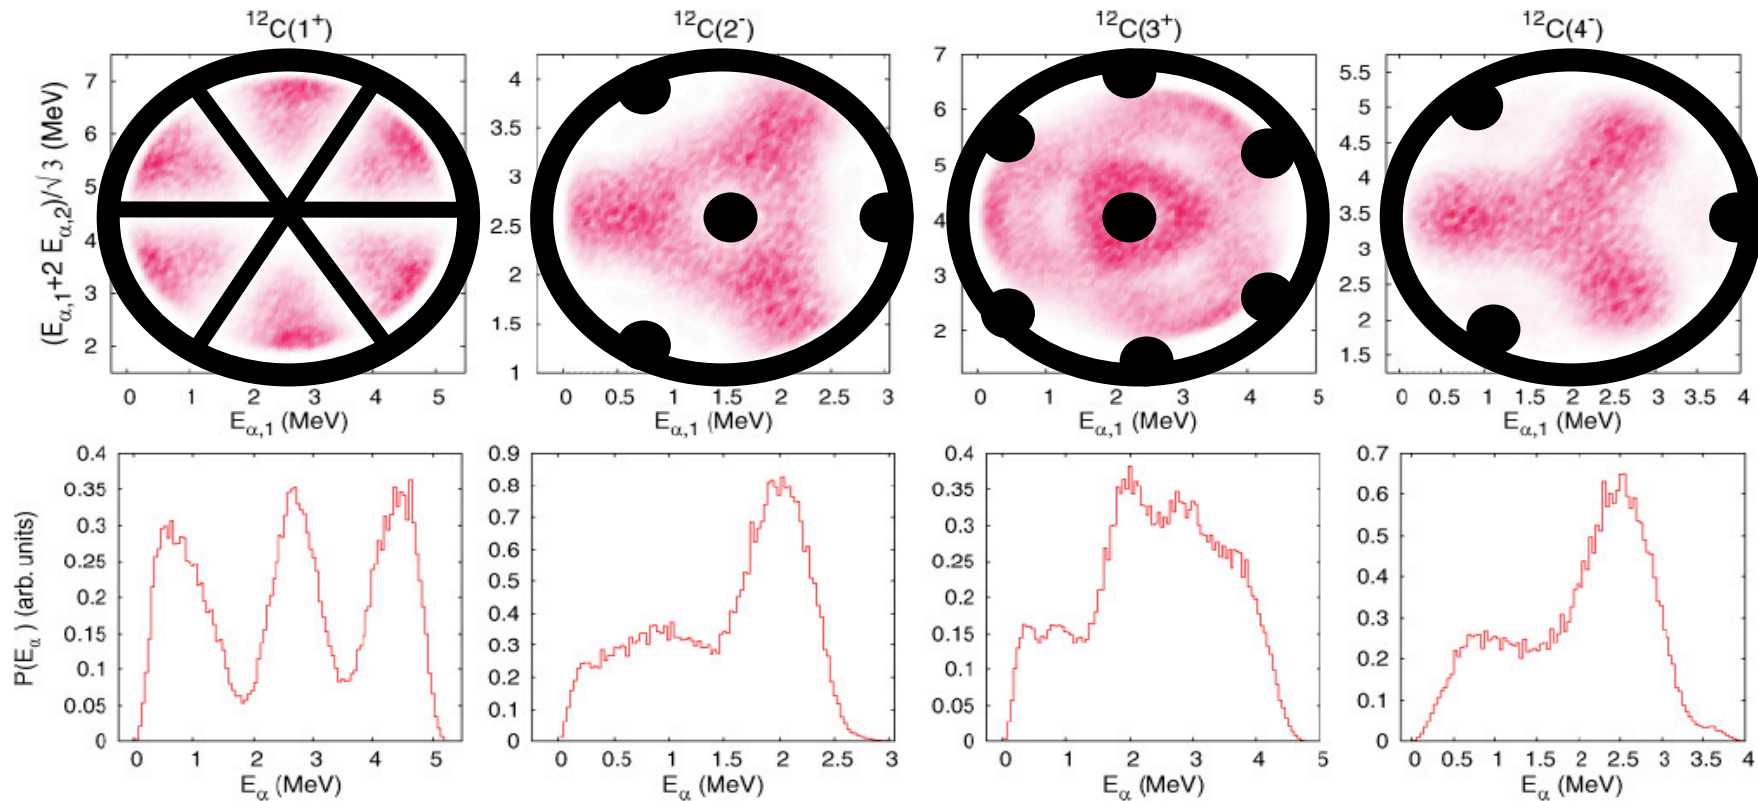 ¹²C(1⁺)
(Eα,1+2 Eα,2)/√3 (MeV)
7
6
5
4
3
2
0 1 2 3 4 5
Eα,1 (MeV)
¹²C(2⁻)
4
3.5
3
2.5
2
1.5
1
0 0.5 1 1.5 2 2.5 3
Eα,1 (MeV)
¹²C(3⁺)
7
6
5
4
3
2
0 1 2 3 4 5
Eα,1 (MeV)
¹²C(4⁻)
5.5
5
4.5
4
3.5
3
2.5
2
1.5
0 0.5 1 1.5 2 2.5 3 3.5 4
Eα,1 (MeV)
P(Eα) (arb. units)
0.4
0.35
0.3
0.25
0.2
0.15
0.1
0.05
0
0 1 2 3 4 5
Eα (MeV)
0.9
0.8
0.7
0.6
0.5
0.4
0.3
0.2
0.1
0
0 0.5 1 1.5 2 2.5 3
Eα (MeV)
0.4
0.35
0.3
0.25
0.2
0.15
0.1
0.05
0
0 1 2 3 4 5
Eα (MeV)
0.7
0.6
0.5
0.4
0.3
0.2
0.1
0
0 0.5 1 1.5 2 2.5 3 3.5 4
Eα (MeV)